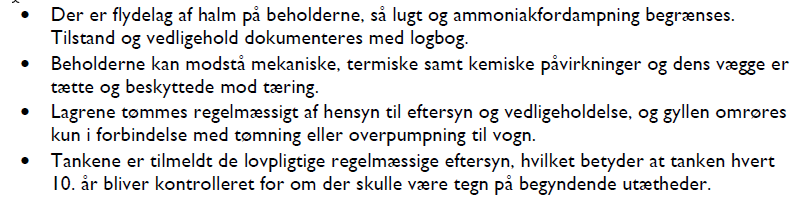 • Der er flydelag af halm på beholderne, så lugt og ammoniakfordampning begrænses.
Tilstand og vedligehold dokumenteres med logbog.
• Beholderne kan modstå mekaniske, termiske samt kemiske påvirkninger og dens vægge er
tætte og beskyttede mod tæring.
• Lagrene tømmes regelmæssigt af hensyn til eftersyn og vedligeholdelse, og gyllen omrøres
kun i forbindelse med tømning eller overpumpning til vogn.
• Tankene er tilmeldt de lovpligtige regelmæssige eftersyn, hvilket betyder at tanken hvert
10. år bliver kontrolleret for om der skulle være tegn på begyndende utætheder.